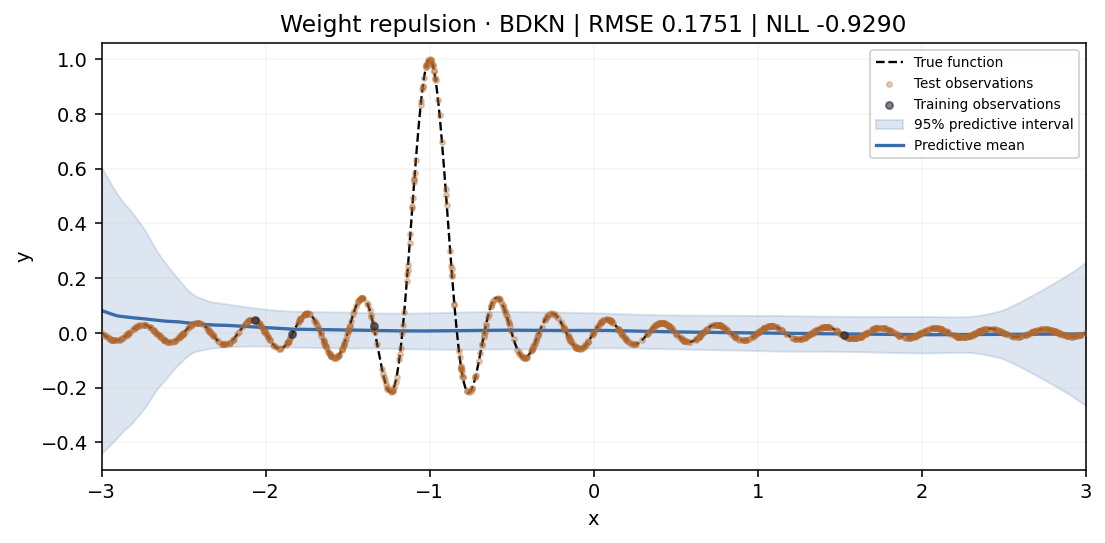 Weight repulsion · BDKN | RMSE 0.1751 | NLL -0.9290
True function
Test observations
Training observations
95% predictive interval
Predictive mean
y
1.0
0.8
0.6
0.4
0.2
0.0
−0.2
−0.4
−3 −2 −1 0 1 2 3
x